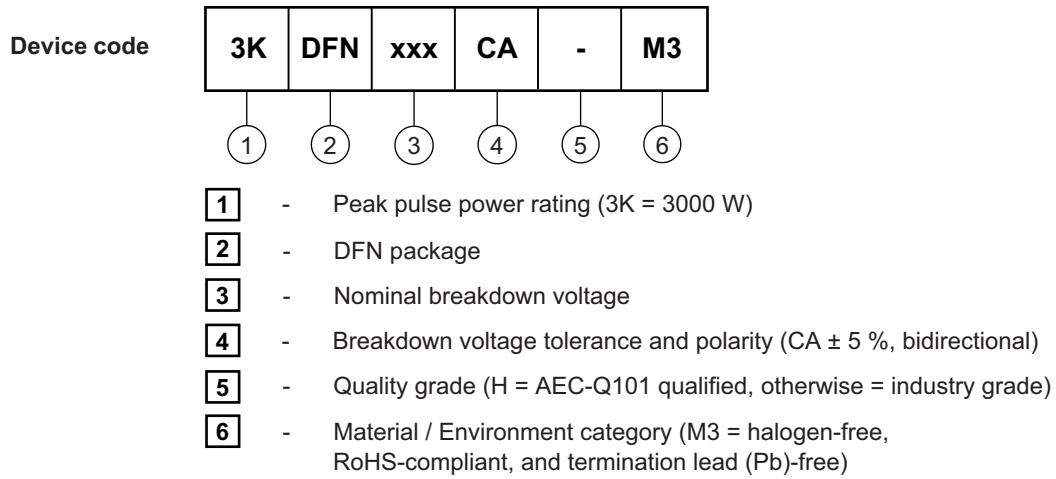 Device code 3K DFN xxx CA - M3
1 2 3 4 5 6
1 - Peak pulse power rating (3K = 3000 W)
2 - DFN package
3 - Nominal breakdown voltage
4 - Breakdown voltage tolerance and polarity (CA ± 5 %, bidirectional)
5 - Quality grade (H = AEC-Q101 qualified, otherwise = industry grade)
6 - Material / Environment category (M3 = halogen-free,
RoHS-compliant, and termination lead (Pb)-free)